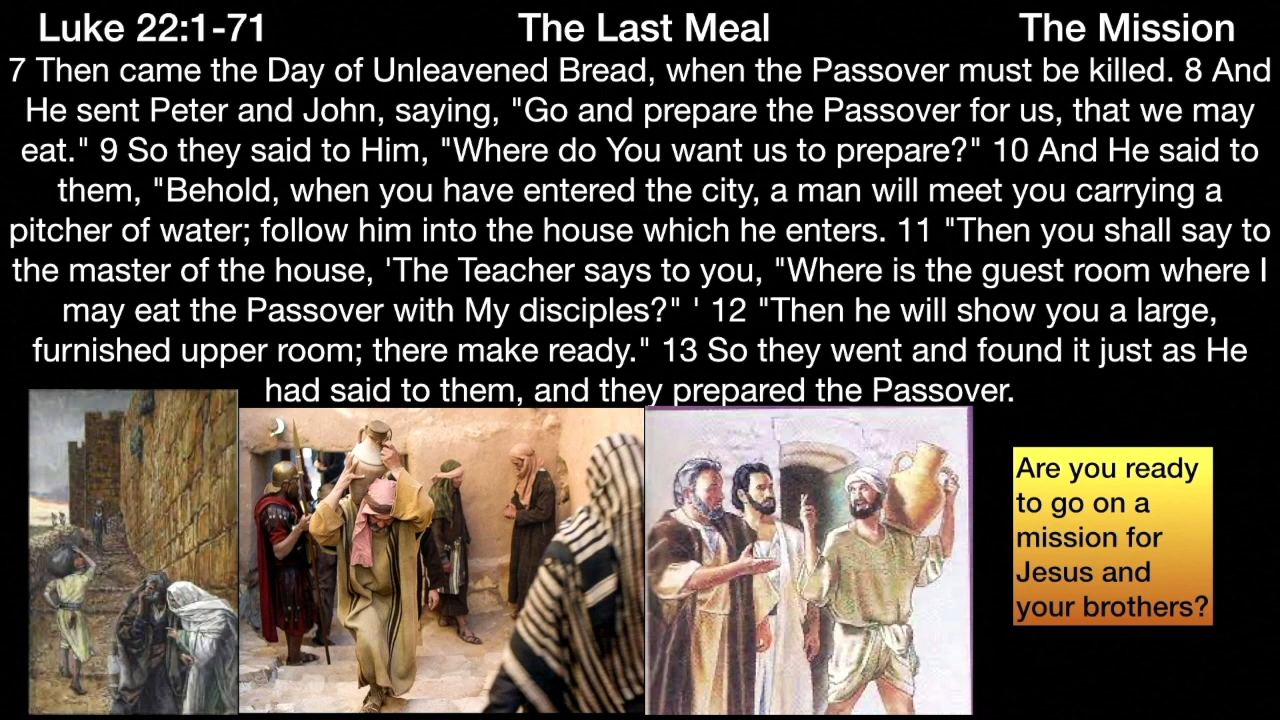 Luke 22:1-71 The Last Meal The Mission
7 Then came the Day of Unleavened Bread, when the Passover must be killed. 8 And
He sent Peter and John, saying, "Go and prepare the Passover for us, that we may
eat." 9 So they said to Him, "Where do You want us to prepare?" 10 And He said to
them, "Behold, when you have entered the city, a man will meet you carrying a
pitcher of water; follow him into the house which he enters. 11 "Then you shall say to
the master of the house, 'The Teacher says to you, "Where is the guest room where I
may eat the Passover with My disciples?" ' 12 "Then he will show you a large,
furnished upper room; there make ready." 13 So they went and found it just as He
had said to them, and they prepared the Passover.
Are you ready
to go on a
mission for
Jesus and
your brothers?